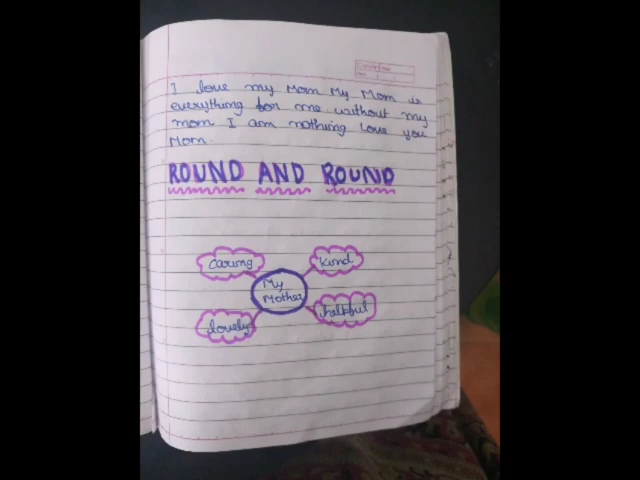 I love my Mom My Mom is
everything for me without my
mom I am nothing Love you
Mom.
ROUND AND ROUND
caring
kind
My
Mother
lovely
helpful